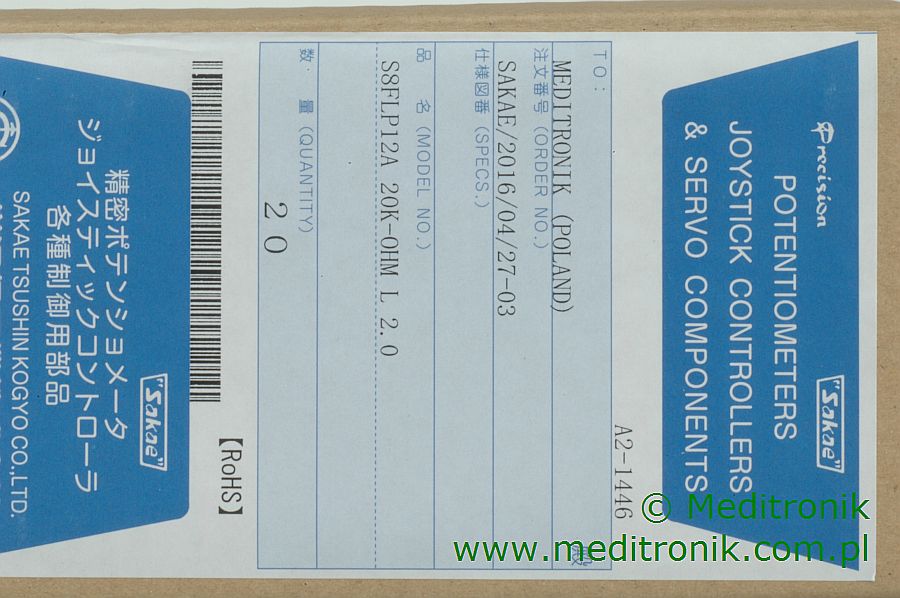 Precision
POTENTIOMETERS
JOYSTICK CONTROLLERS
& SERVO COMPONENTS
"Sakae"
A2-1446
TO:
MEDITRONIK (POLAND)
注文番号 (ORDER NO.)
SAKAE/2016/04/27-03
仕様図番 (SPECS.)
品 名 (MODEL NO.)
S8FLP12A 20K-OHM L 2.0
数 量 (QUANTITY)
20
【RoHS】
"Sakae"
精密ポテンショメータ
ジョイスティックコントローラ
各種制御用部品
SAKAE TSUSHIN KOGYO CO.,LTD.
© Meditronik
www.meditronik.com.pl